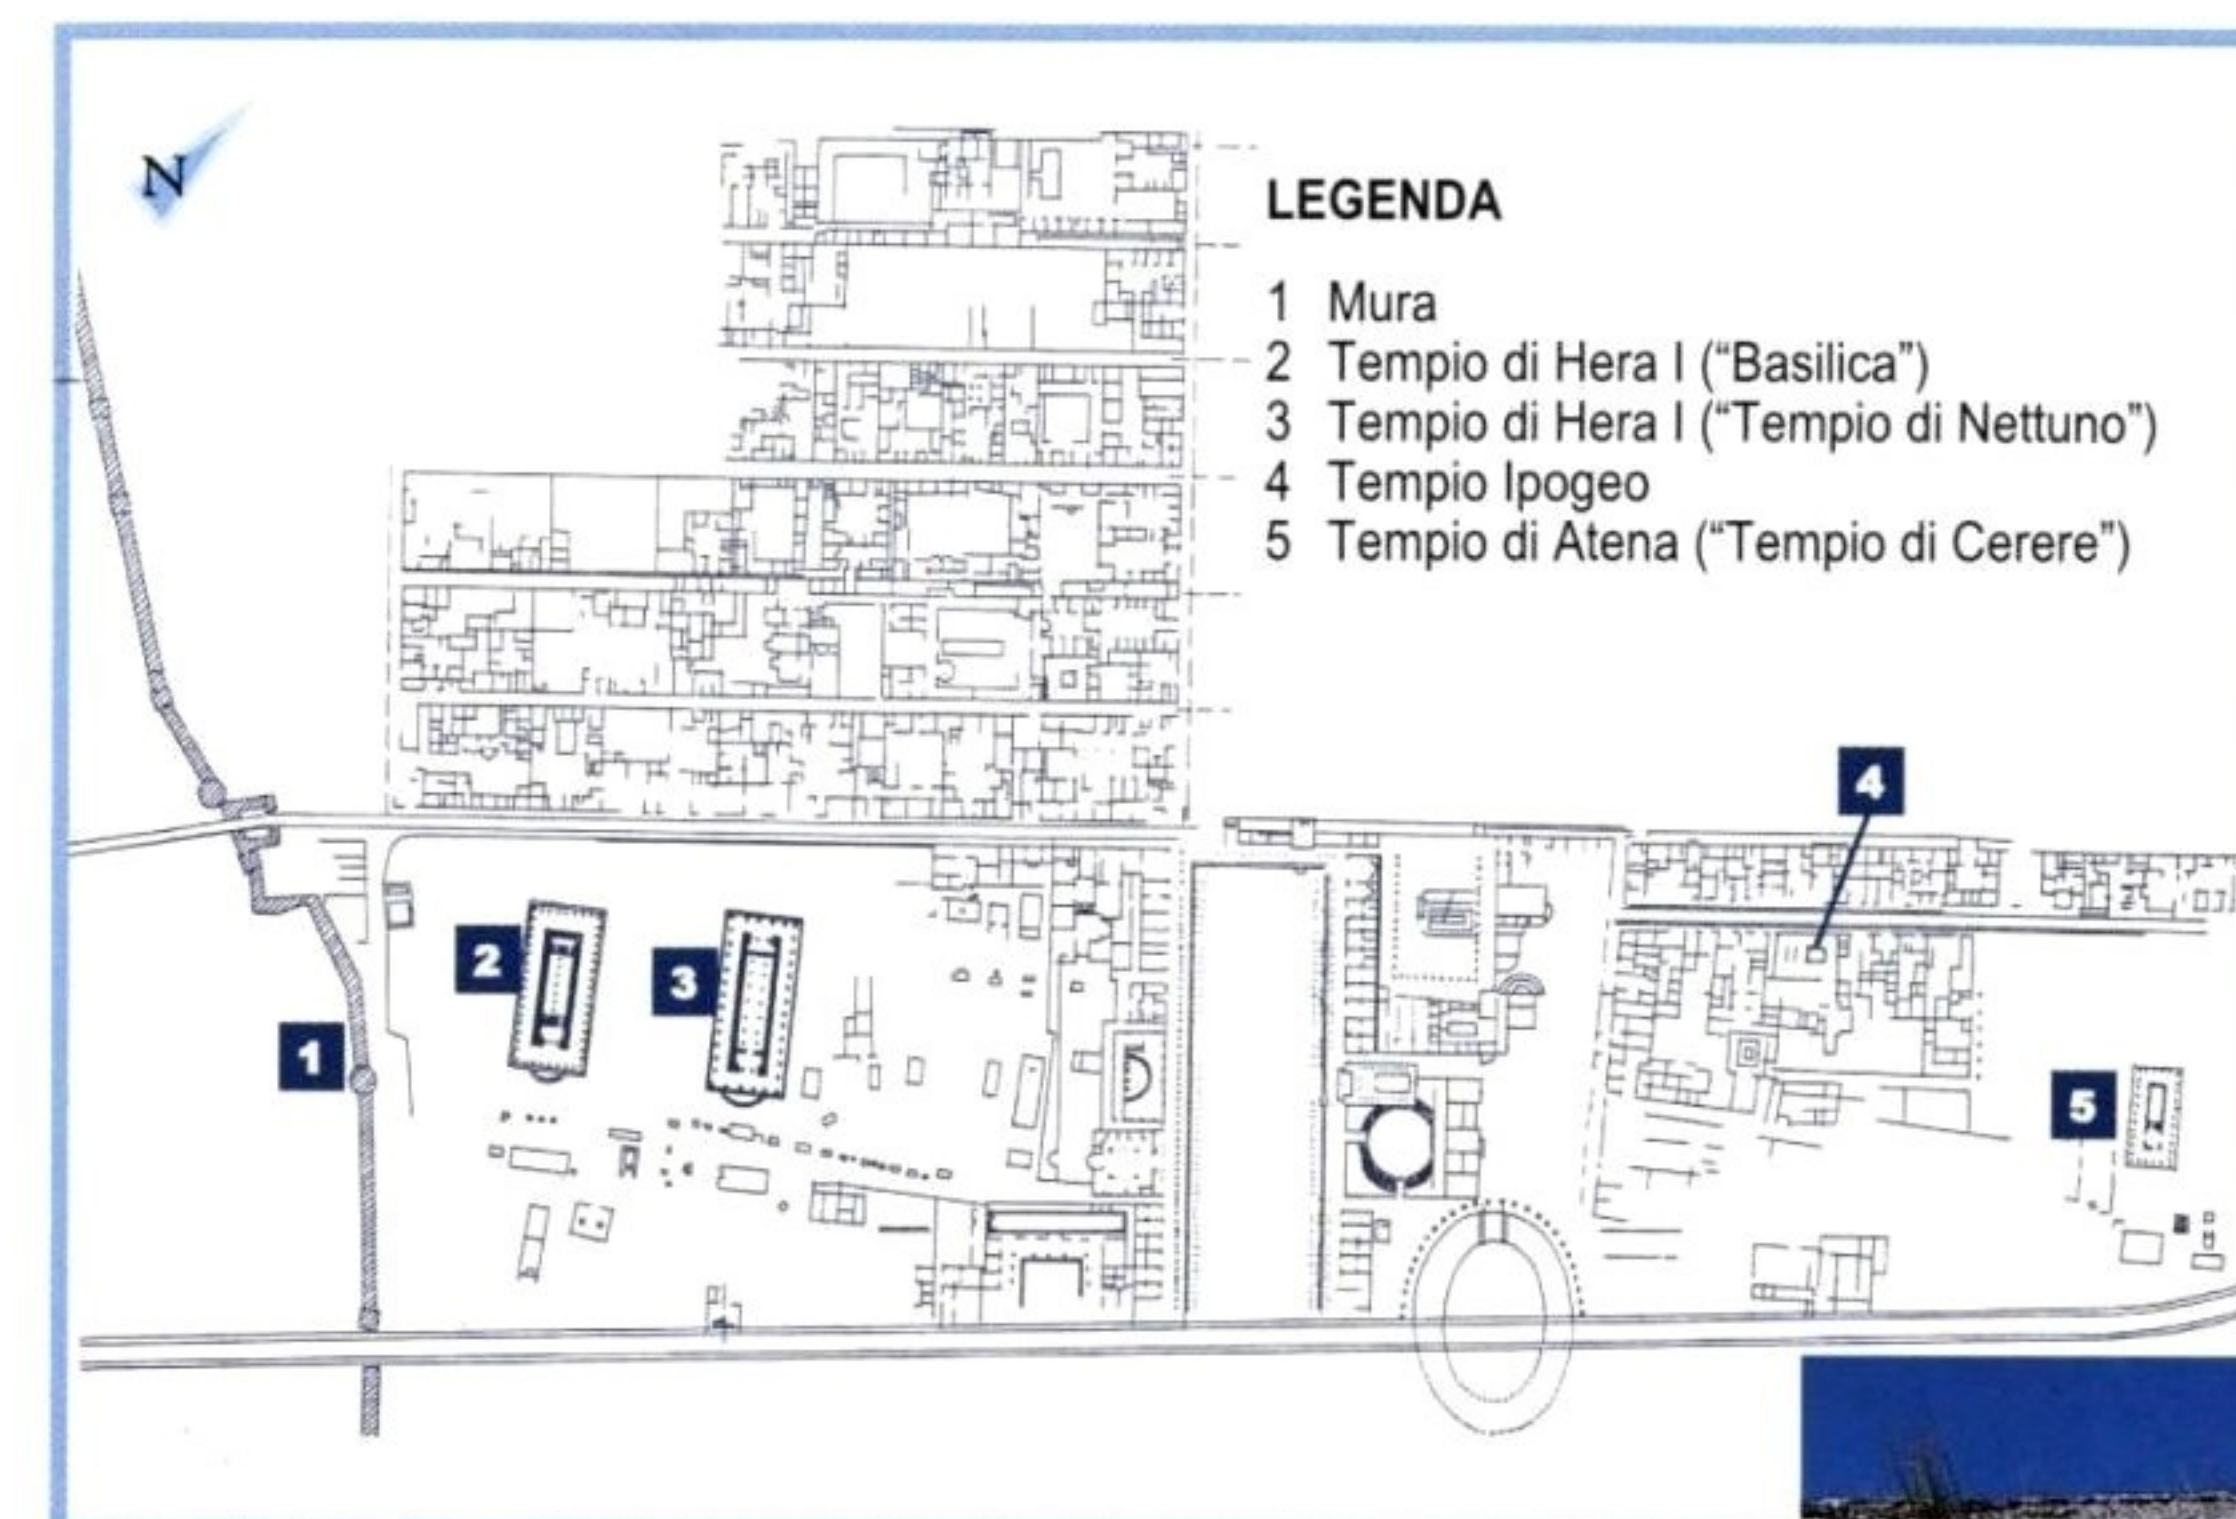 N
LEGENDA
1 Mura
2 Tempio di Hera I (“Basilica”)
3 Tempio di Hera I (“Tempio di Nettuno”)
4 Tempio Ipogeo
5 Tempio di Atena (“Tempio di Cerere”)
4
2
3
1
5